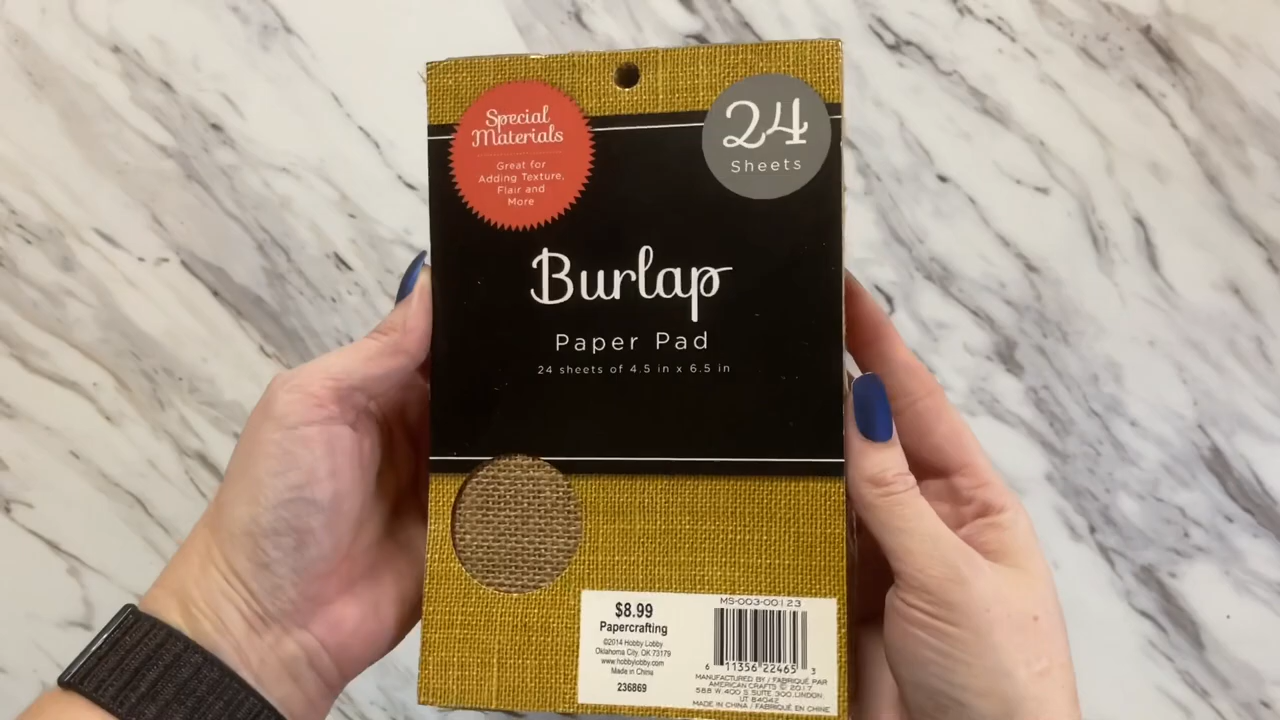 Special
Materials
Great for
Adding Texture,
Flair and
More
24
Sheets
Burlap
Paper Pad
24 sheets of 4.5 in x 6.5 in
$8.99
Papercrafting
©2014 Hobby Lobby
Oklahoma City, OK 73179
www.hobbylobby.com
Made in China
236869
MS-003-00123
6 11356 22465 3
MANUFACTURED BY / FABRIQUÉ PAR
AMERICAN CRAFTS © 2017
588 W. 400 S. SUITE 300, LINDON,
UT 84042
MADE IN CHINA / FABRIQUÉ EN CHINE